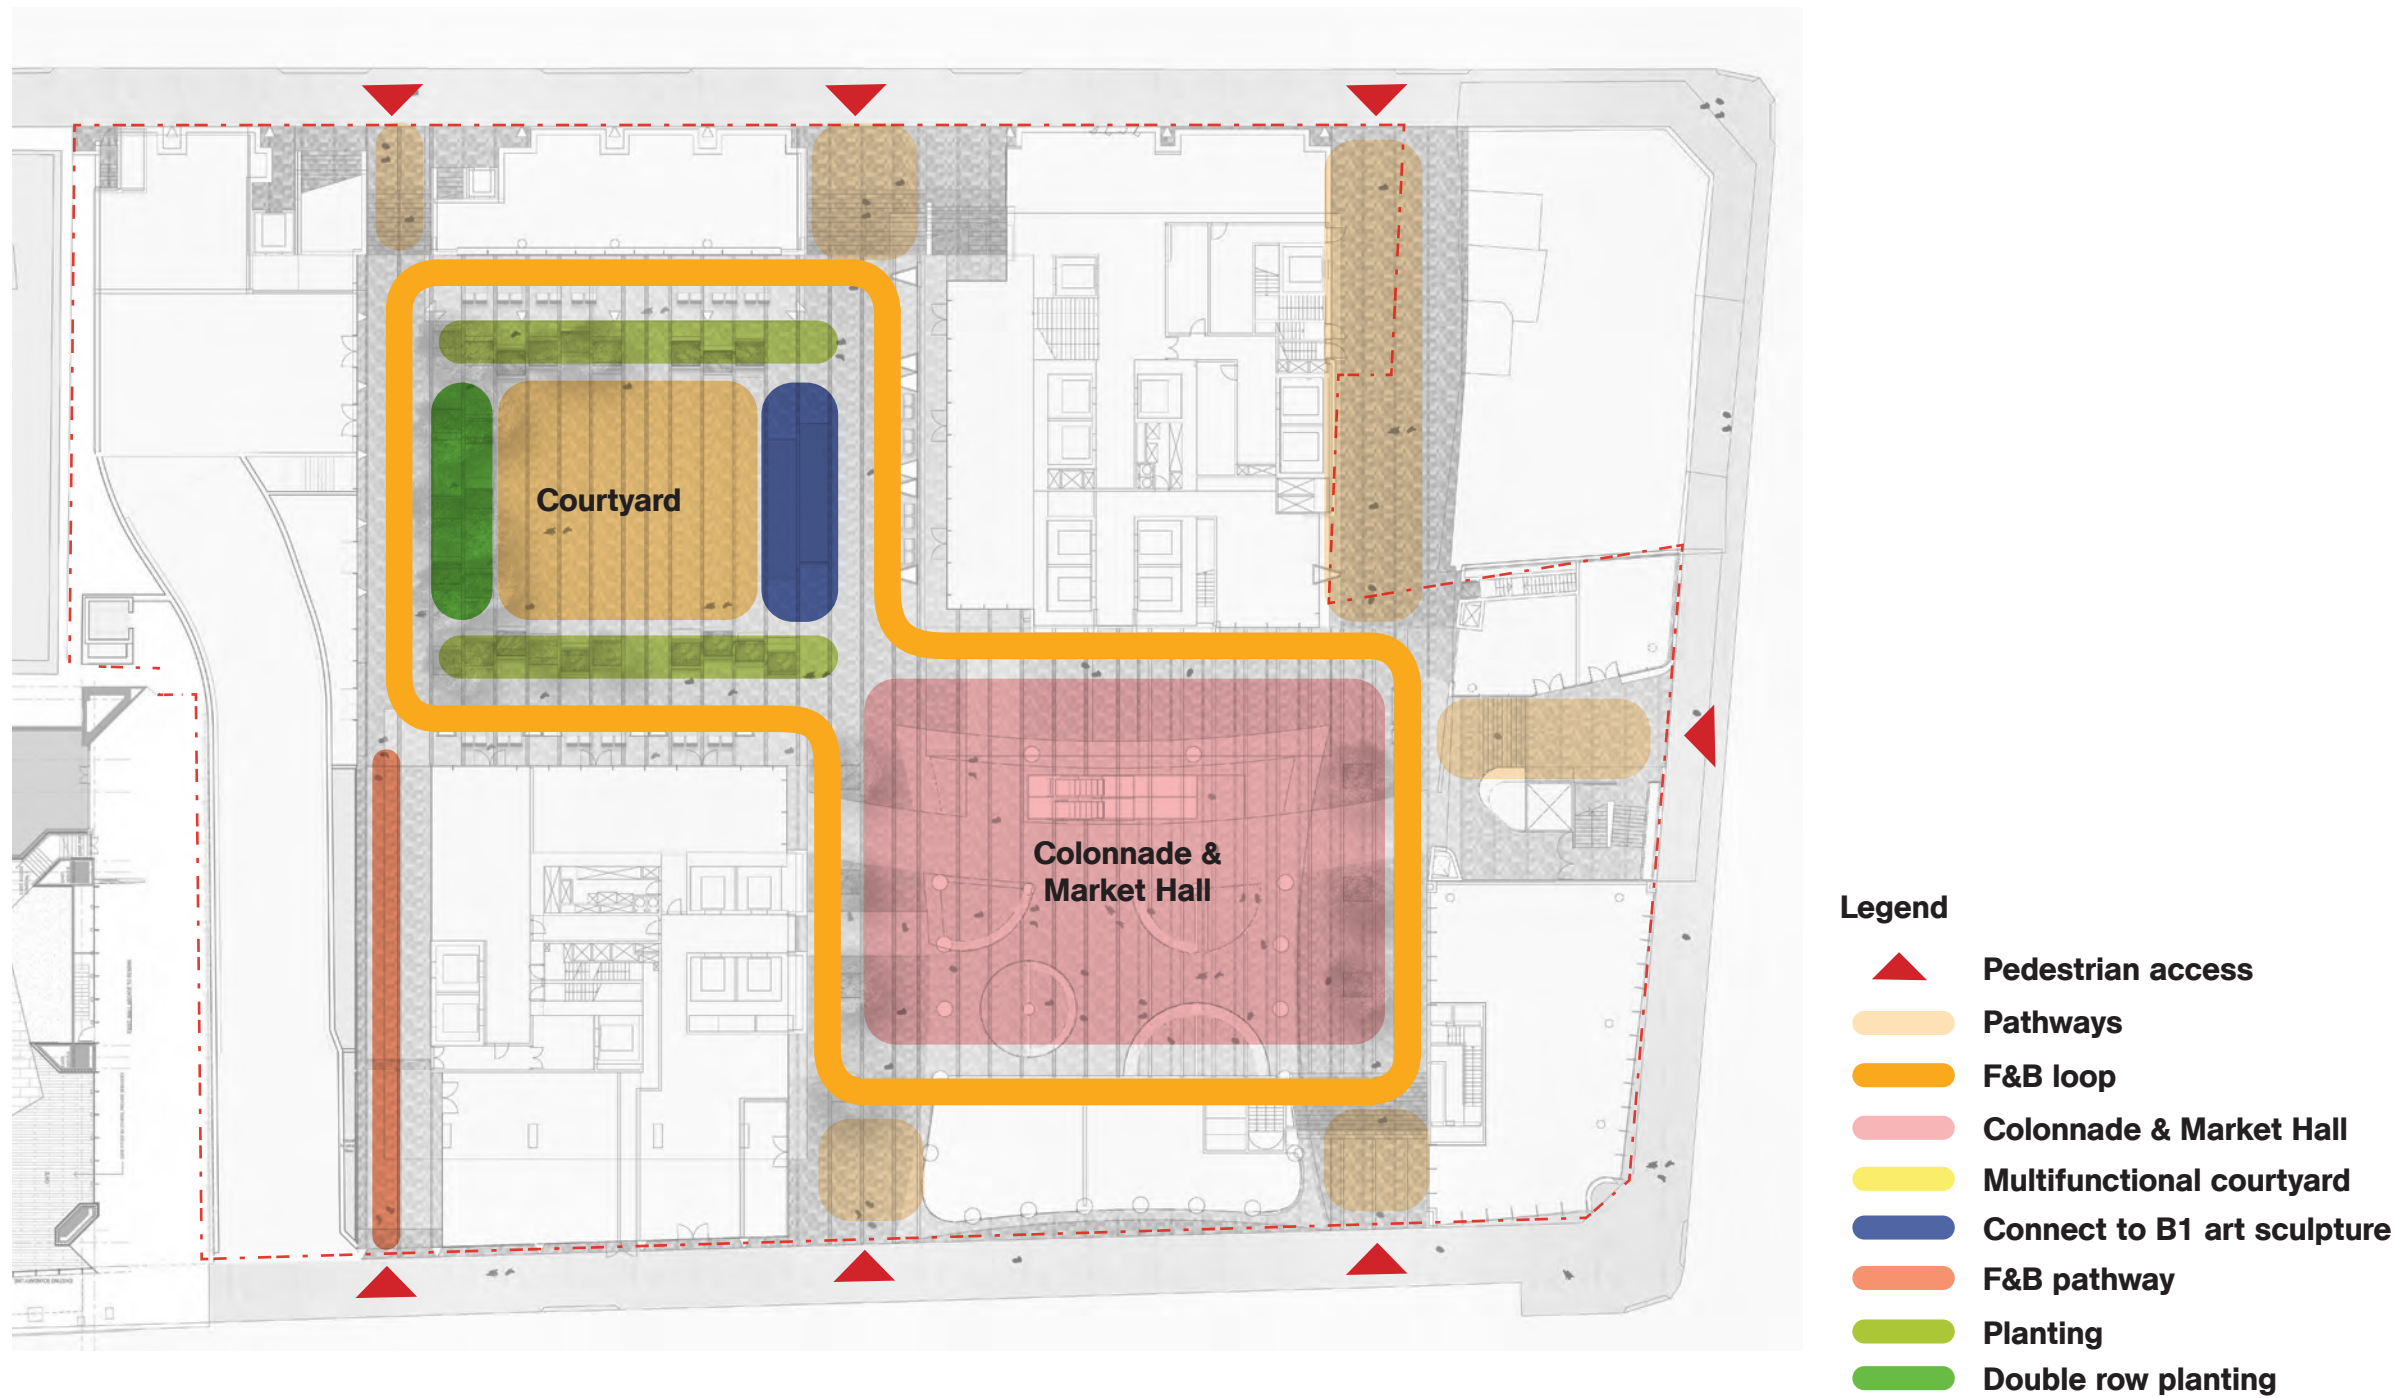 Courtyard
Colonnade &
Market Hall
Legend
Pedestrian access
Pathways
F&B loop
Colonnade & Market Hall
Multifunctional courtyard
Connect to B1 art sculpture
F&B pathway
Planting
Double row planting